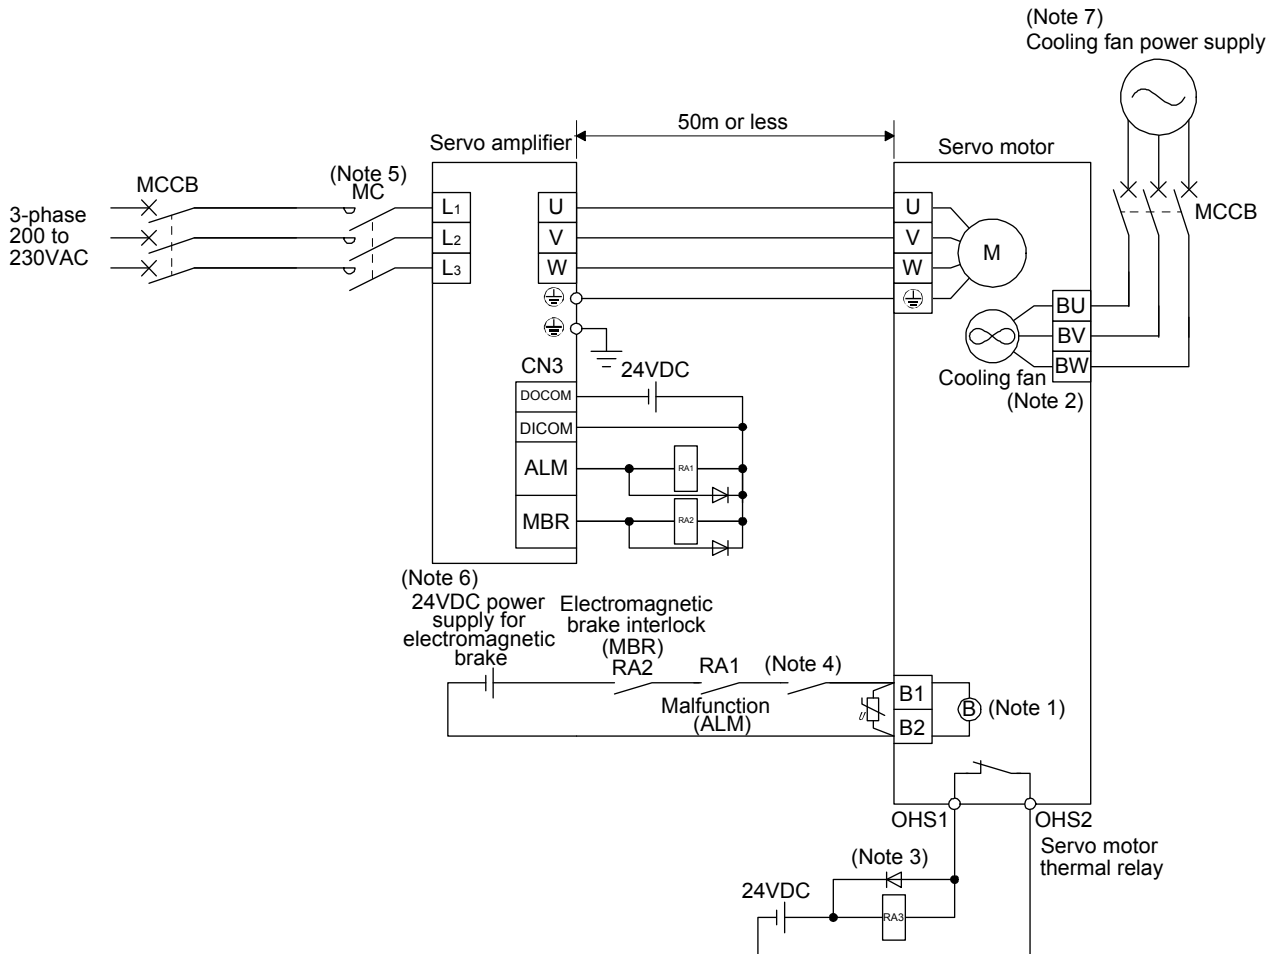 (Note 7)
Cooling fan power supply
50m or less
Servo amplifier
Servo motor
(Note 5)
MCCB
MC
3-phase
200 to
230VAC
L1
L2
L3
U
V
W
U
V
W
M
MCCB
BU
BV
BW
Cooling fan
(Note 2)
CN3
24VDC
DOCOM
DICOM
ALM
RA1
MBR
RA2
(Note 6)
24VDC power
supply for
electromagnetic
brake
Electromagnetic
brake interlock
(MBR)
RA2
RA1
(Note 4)
Malfunction
(ALM)
U
B1
B2
B
(Note 1)
OHS1
OHS2
Servo motor
thermal relay
(Note 3)
24VDC
RA3